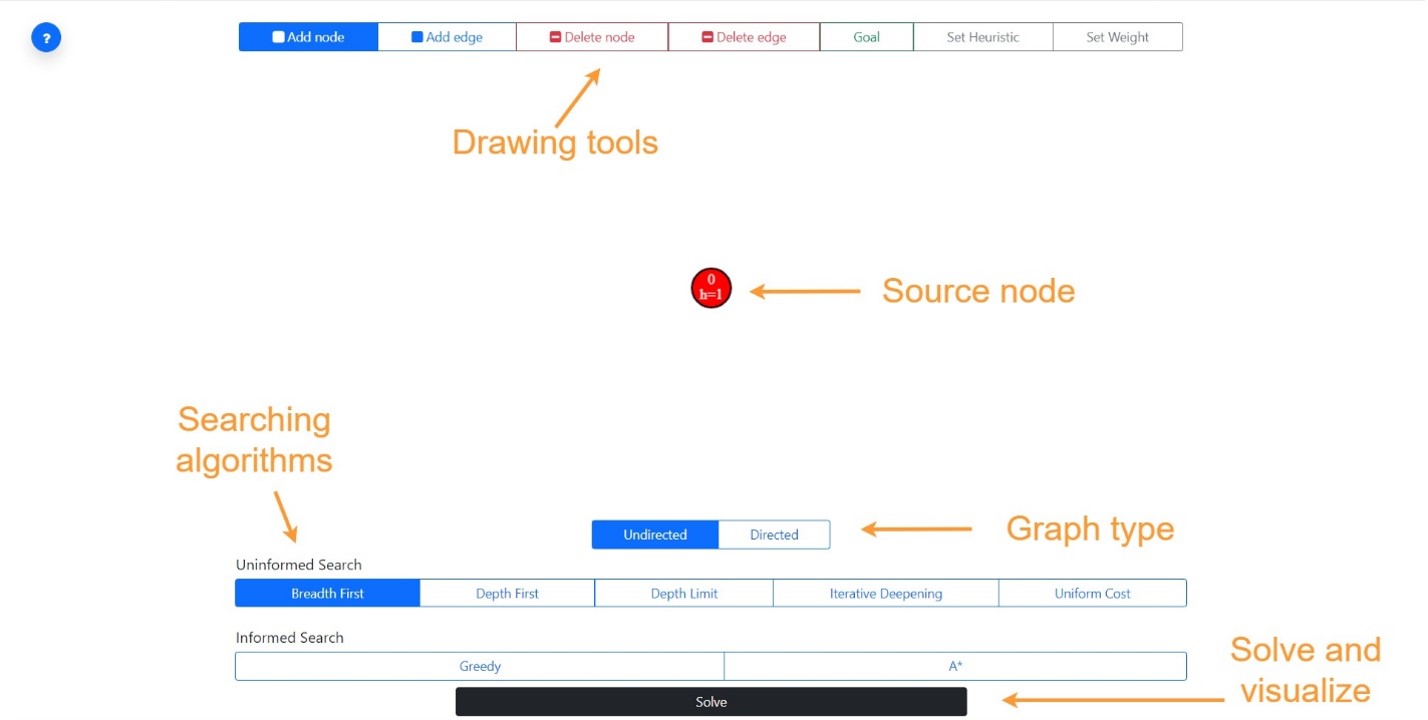 ?
Add node Add edge Delete node Delete edge Goal Set Heuristic Set Weight
Drawing tools
0
h=1
Source node
Searching
algorithms
Undirected Directed
Graph type
Uninformed Search
Breadth First Depth First Depth Limit Iterative Deepening Uniform Cost
Informed Search
Greedy A*
Solve
Solve and
visualize